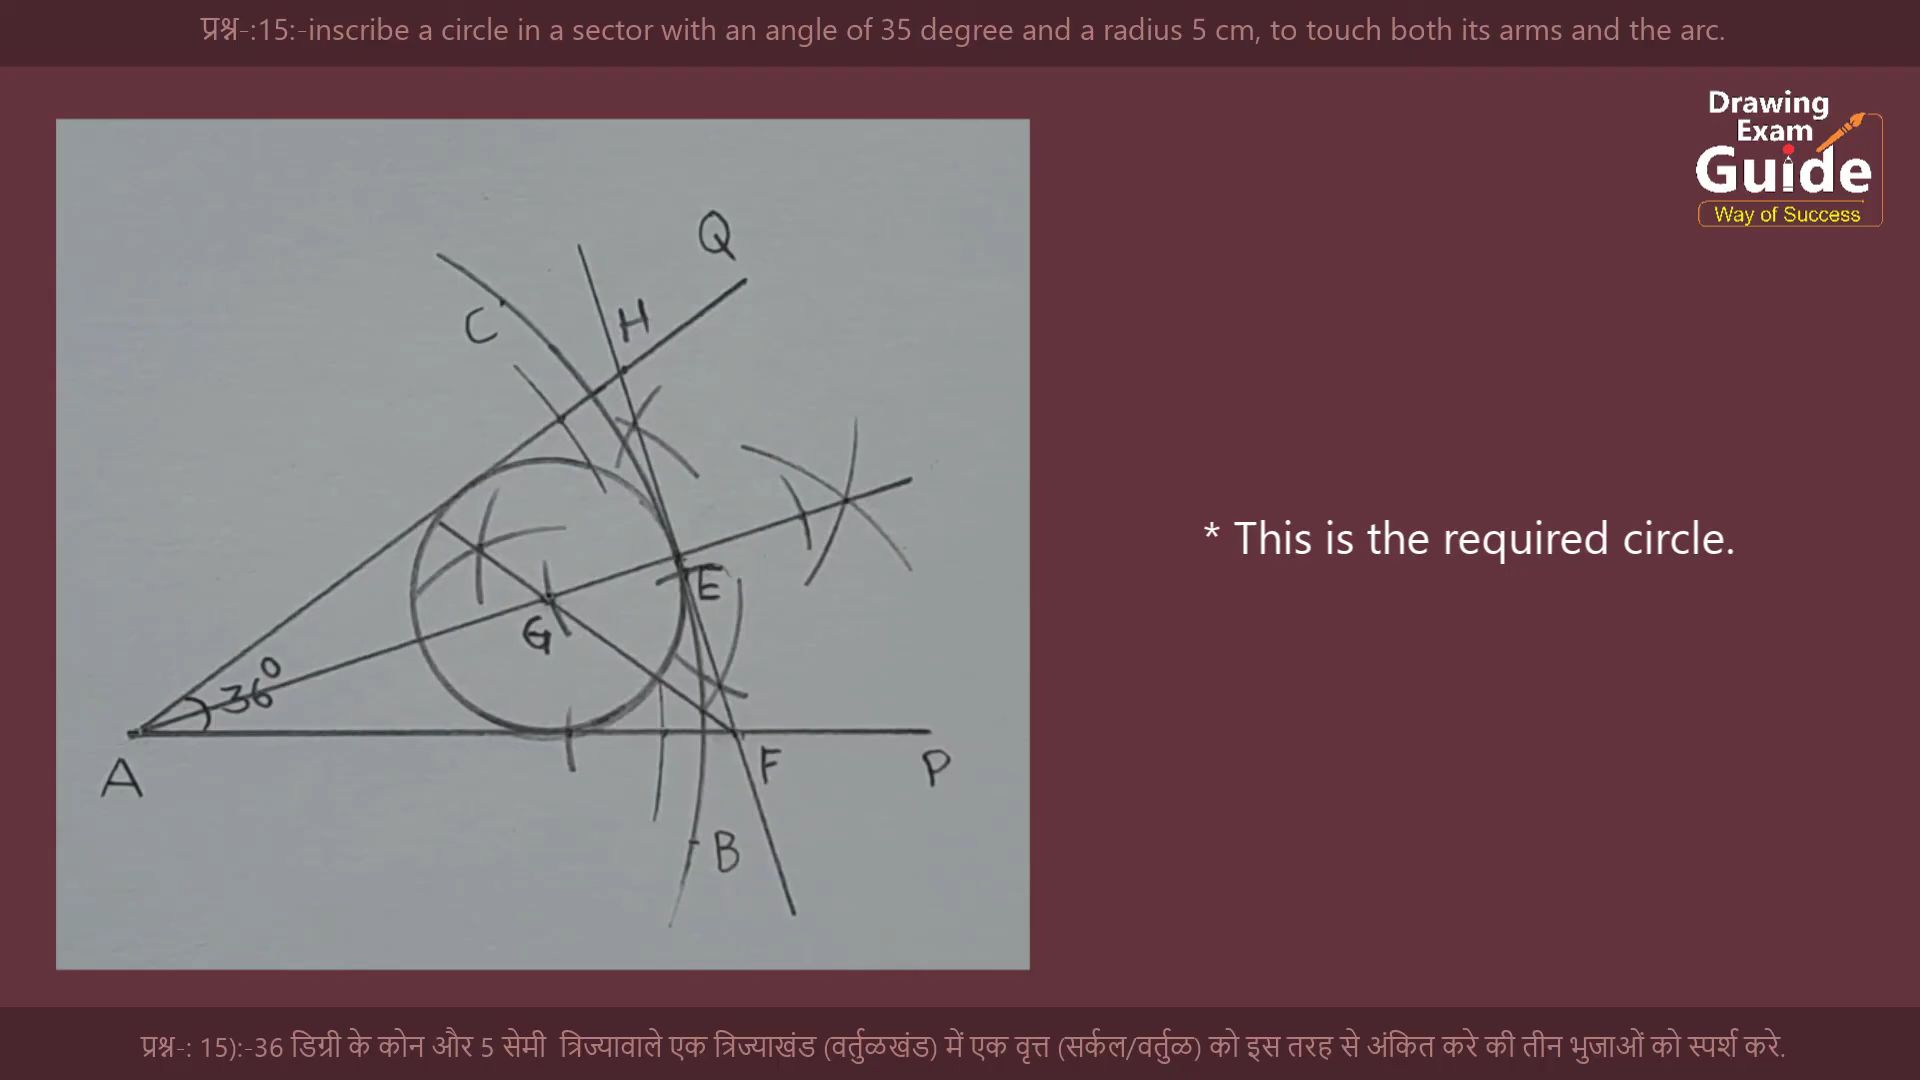 प्रश्न-:15:-inscribe a circle in a sector with an angle of 35 degree and a radius 5 cm, to touch both its arms and the arc.
Drawing
Exam
Guide
Way of Success
Q
C
H
* This is the required circle.
E
G
36⁰
A
F
P
B
प्रश्न-: 15):-36 डिग्री के कोन और 5 सेमी त्रिज्यावाले एक त्रिज्याखंड (वर्तुळखंड) में एक वृत्त (सर्कल/वर्तुळ) को इस तरह से अंकित करे की तीन भुजाओं को स्पर्श करे.